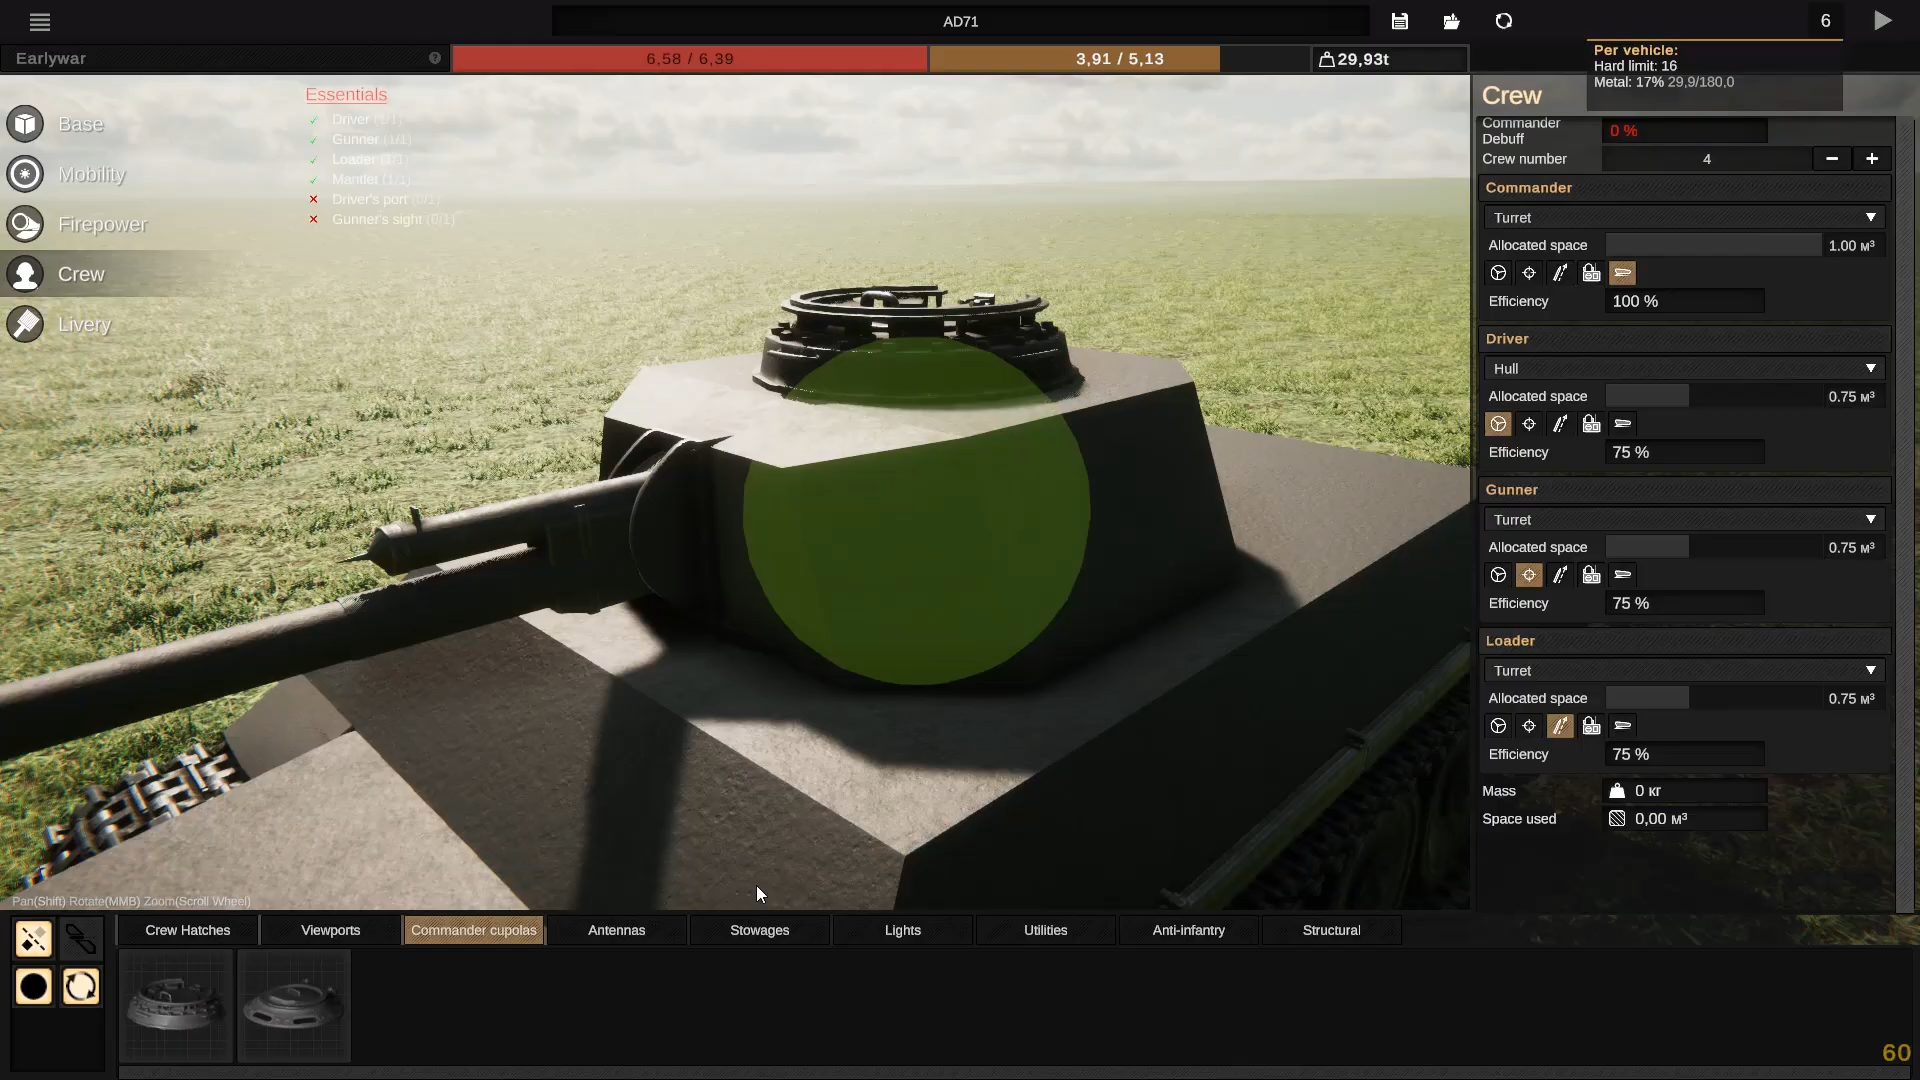 AD71
6
Earlywar
6,58 / 6,39
3,91 / 5,13
29,93t
Per vehicle:
Hard limit: 16
Metal: 17% 29,9/180,0
Essentials
Driver (1/1)
Gunner (1/1)
Loader (1/1)
Mantlet (1/1)
Driver's port (0/1)
Gunner's sight (0/1)
Base
Mobility
Firepower
Crew
Livery
Crew
Commander
Debuff
0 %
Crew number
4
Commander
Turret
Allocated space
1.00 м³
Efficiency
100 %
Driver
Hull
Allocated space
0.75 м³
Efficiency
75 %
Gunner
Turret
Allocated space
0.75 м³
Efficiency
75 %
Loader
Turret
Allocated space
0.75 м³
Efficiency
75 %
Mass
0 кг
Space used
0,00 м³
Pan(Shift) Rotate(MMB) Zoom(Scroll Wheel)
Crew Hatches
Viewports
Commander cupolas
Antennas
Stowages
Lights
Utilities
Anti-infantry
Structural
60